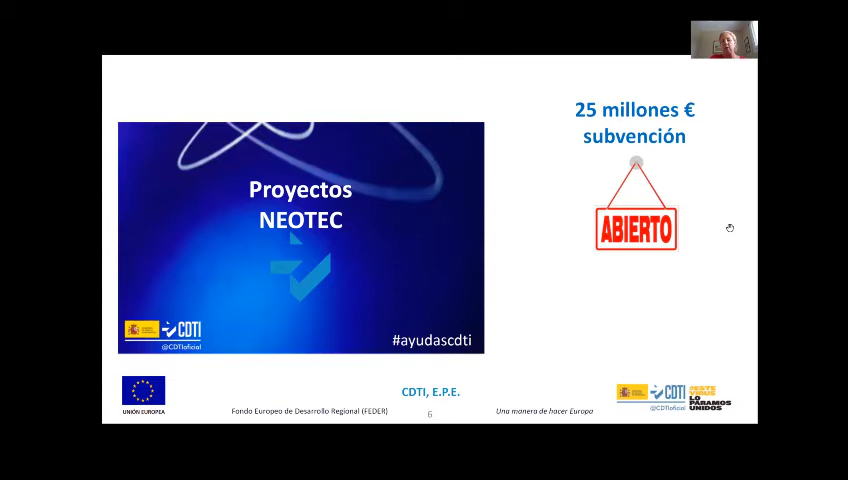 25 millones €
subvención
ABIERTO
Proyectos
NEOTEC
CDTI
@CDTIoficial
#ayudascdti
UNIÓN EUROPEA
CDTI, E.P.E.
Fondo Europeo de Desarrollo Regional (FEDER)
6
Una manera de hacer Europa
CDTI
@CDTIoficial
#ESTE
VIRUS
LO
PARAMOS
UNIDOS